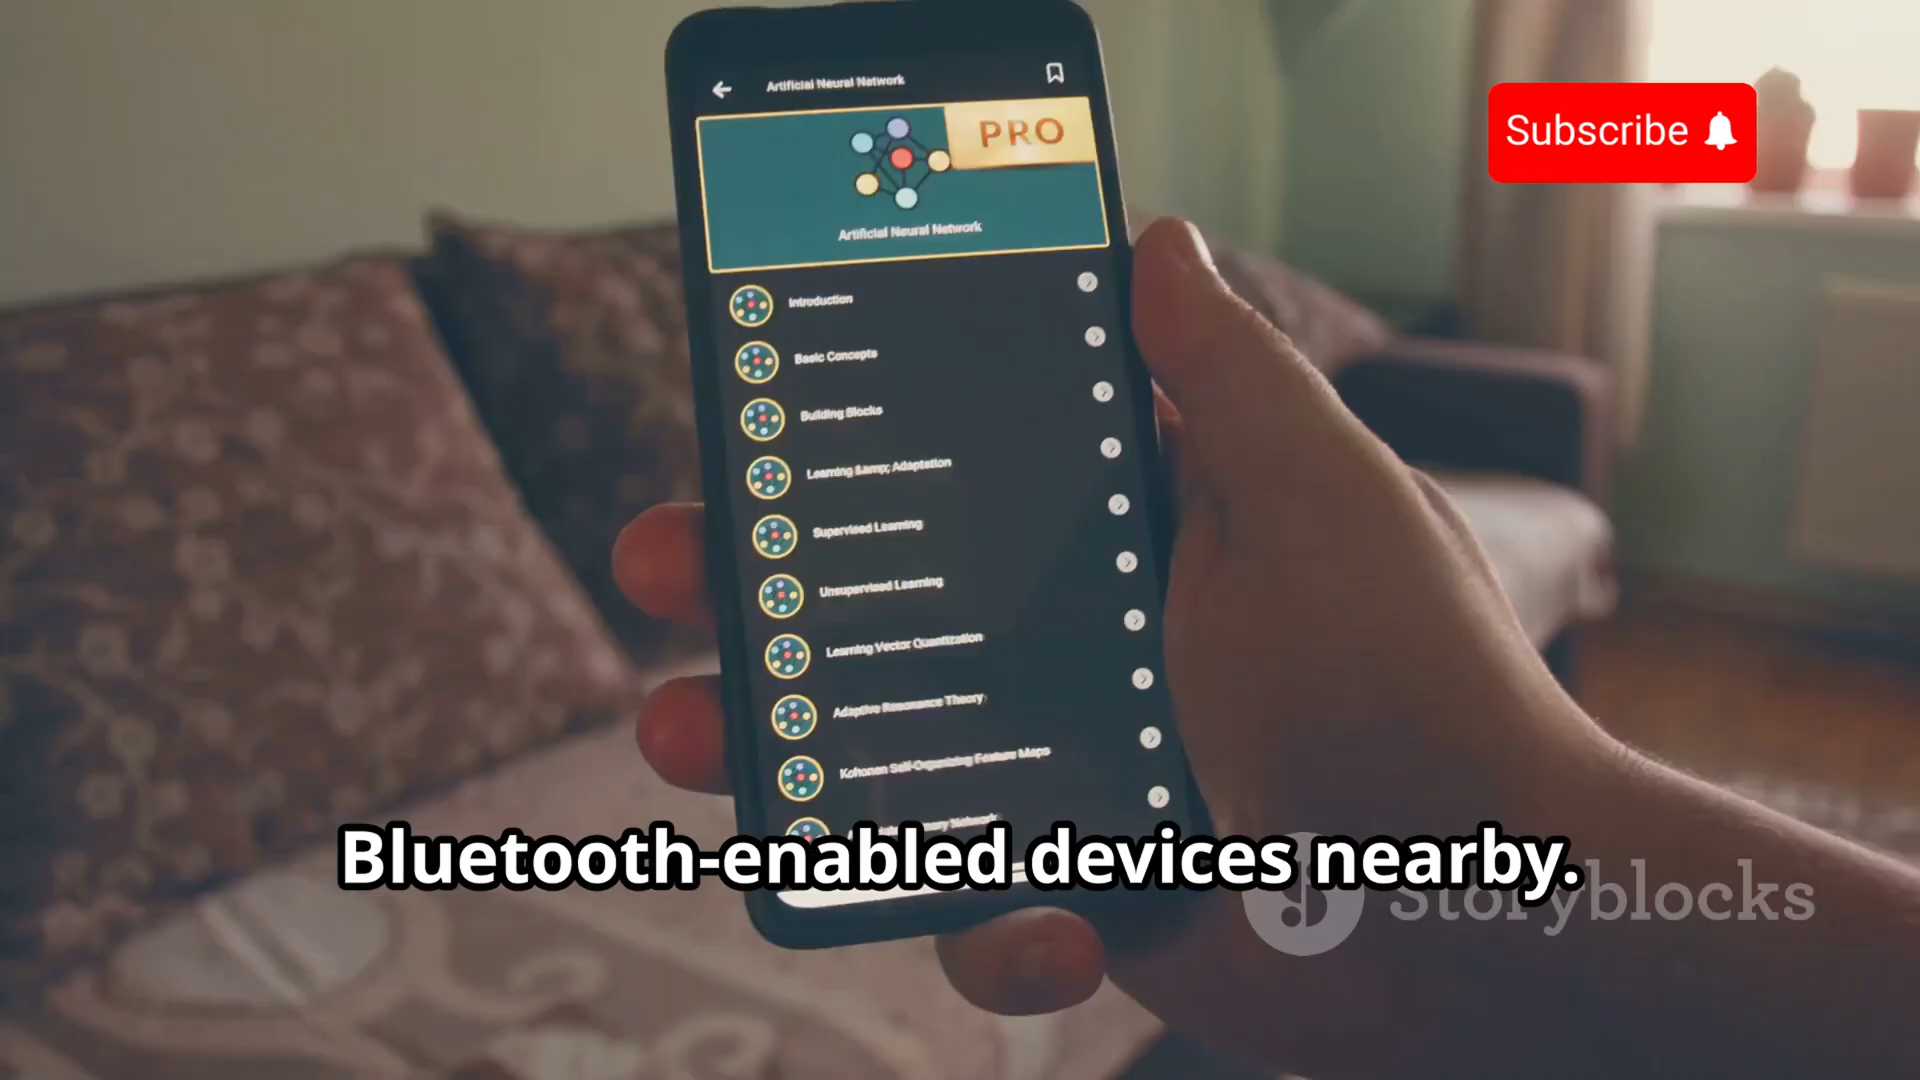 Artificial Neural Network
PRO
Subscribe
Artificial Neural Network
Introduction
Basic Concepts
Building Blocks
Learning &amp; Adaptation
Supervised Learning
Unsupervised Learning
Learning Vector Quantization
Adaptive Resonance Theory
Kohonen Self-Organizing Feature Maps
Network
Bluetooth-enabled devices nearby.
Storyblocks